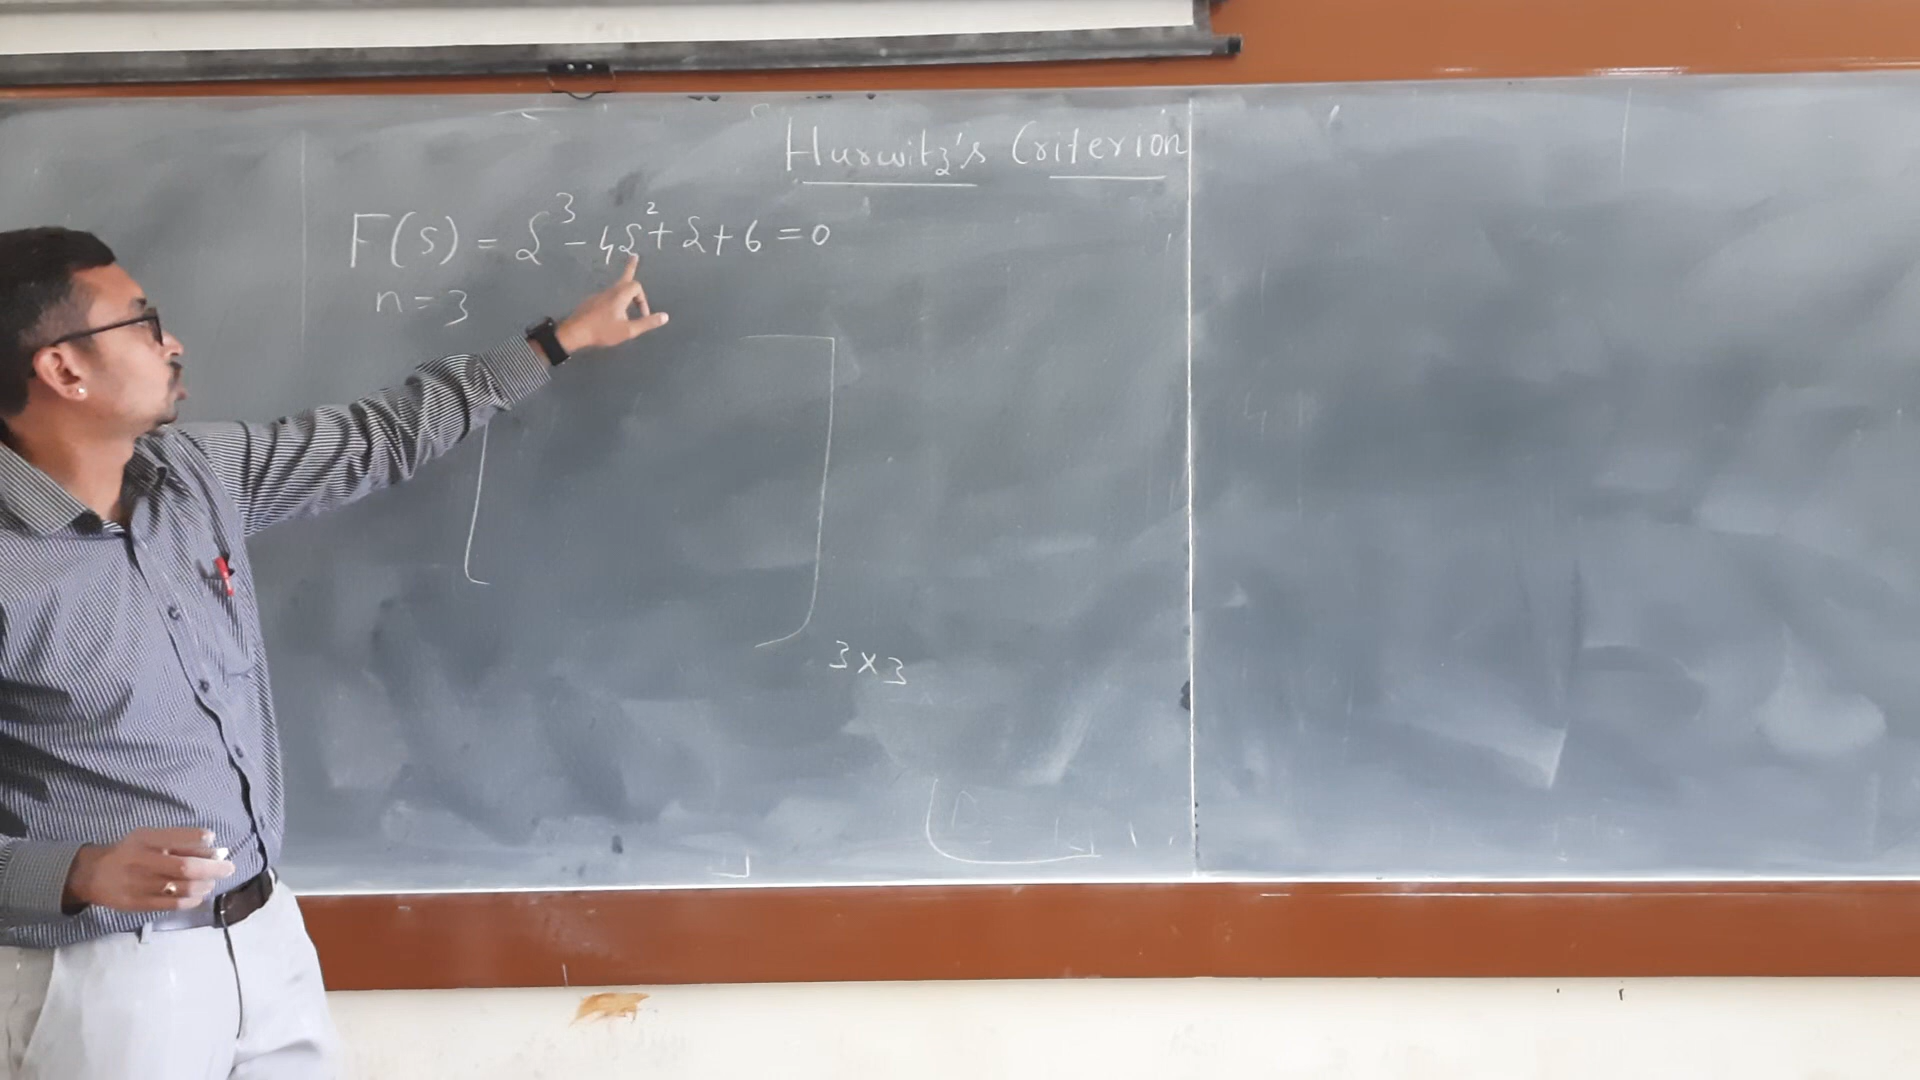 Hurwitz's Criterion
F(s) = s³ - 4s² + s + 6 = 0
n = 3
3 × 3